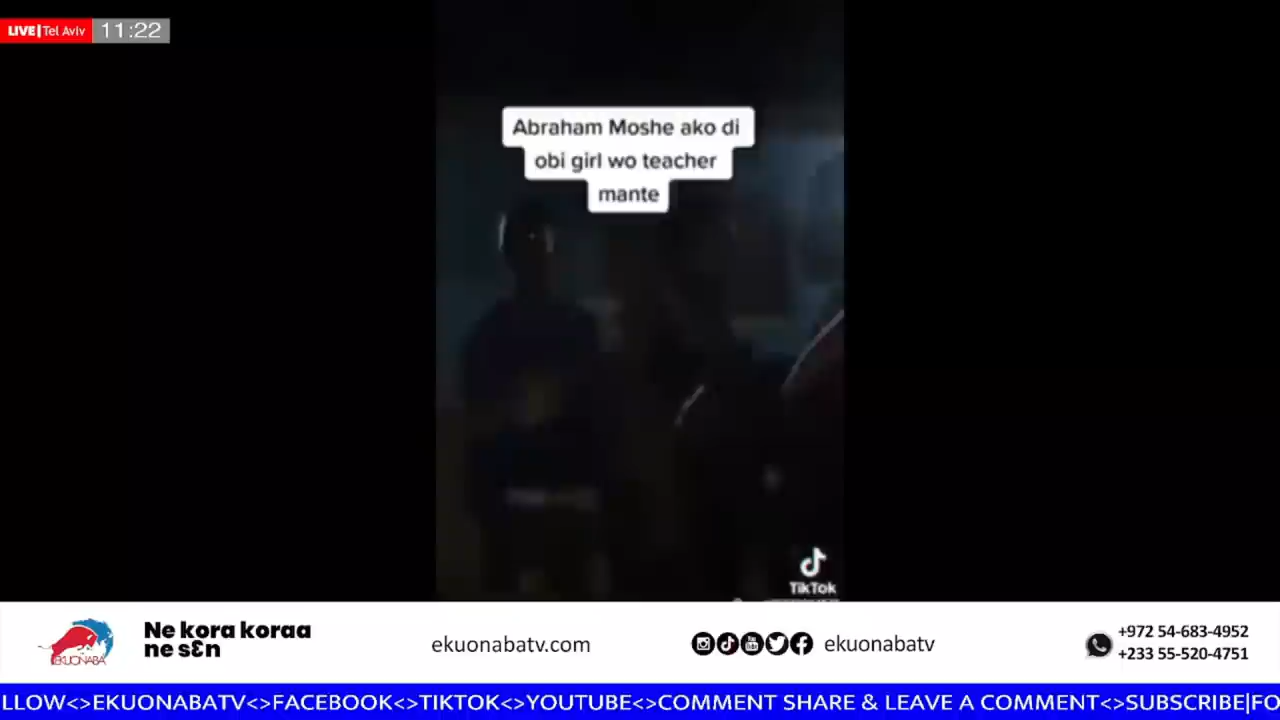 LIVE|Tel Aviv 11:22
Abraham Moshe ako di
obi girl wo teacher
mante
TikTok
EKUONABA
Ne kora koraa
ne sɛn
ekuonabatv.com
ekuonabatv
+972 54-683-4952
+233 55-520-4751
LLOW<>EKUONABATV<>FACEBOOK<>TIKTOK<>YOUTUBE<>COMMENT SHARE & LEAVE A COMMENT<>SUBSCRIBE|FO